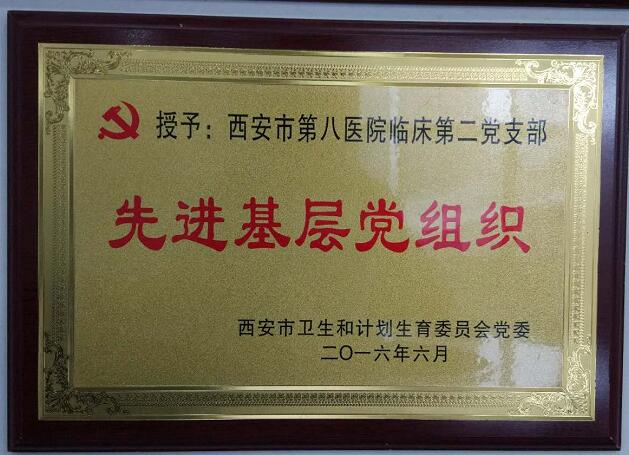 授予：西安市第八医院临床第二党支部
先进基层党组织
西安市卫生和计划生育委员会党委
二〇一六年六月